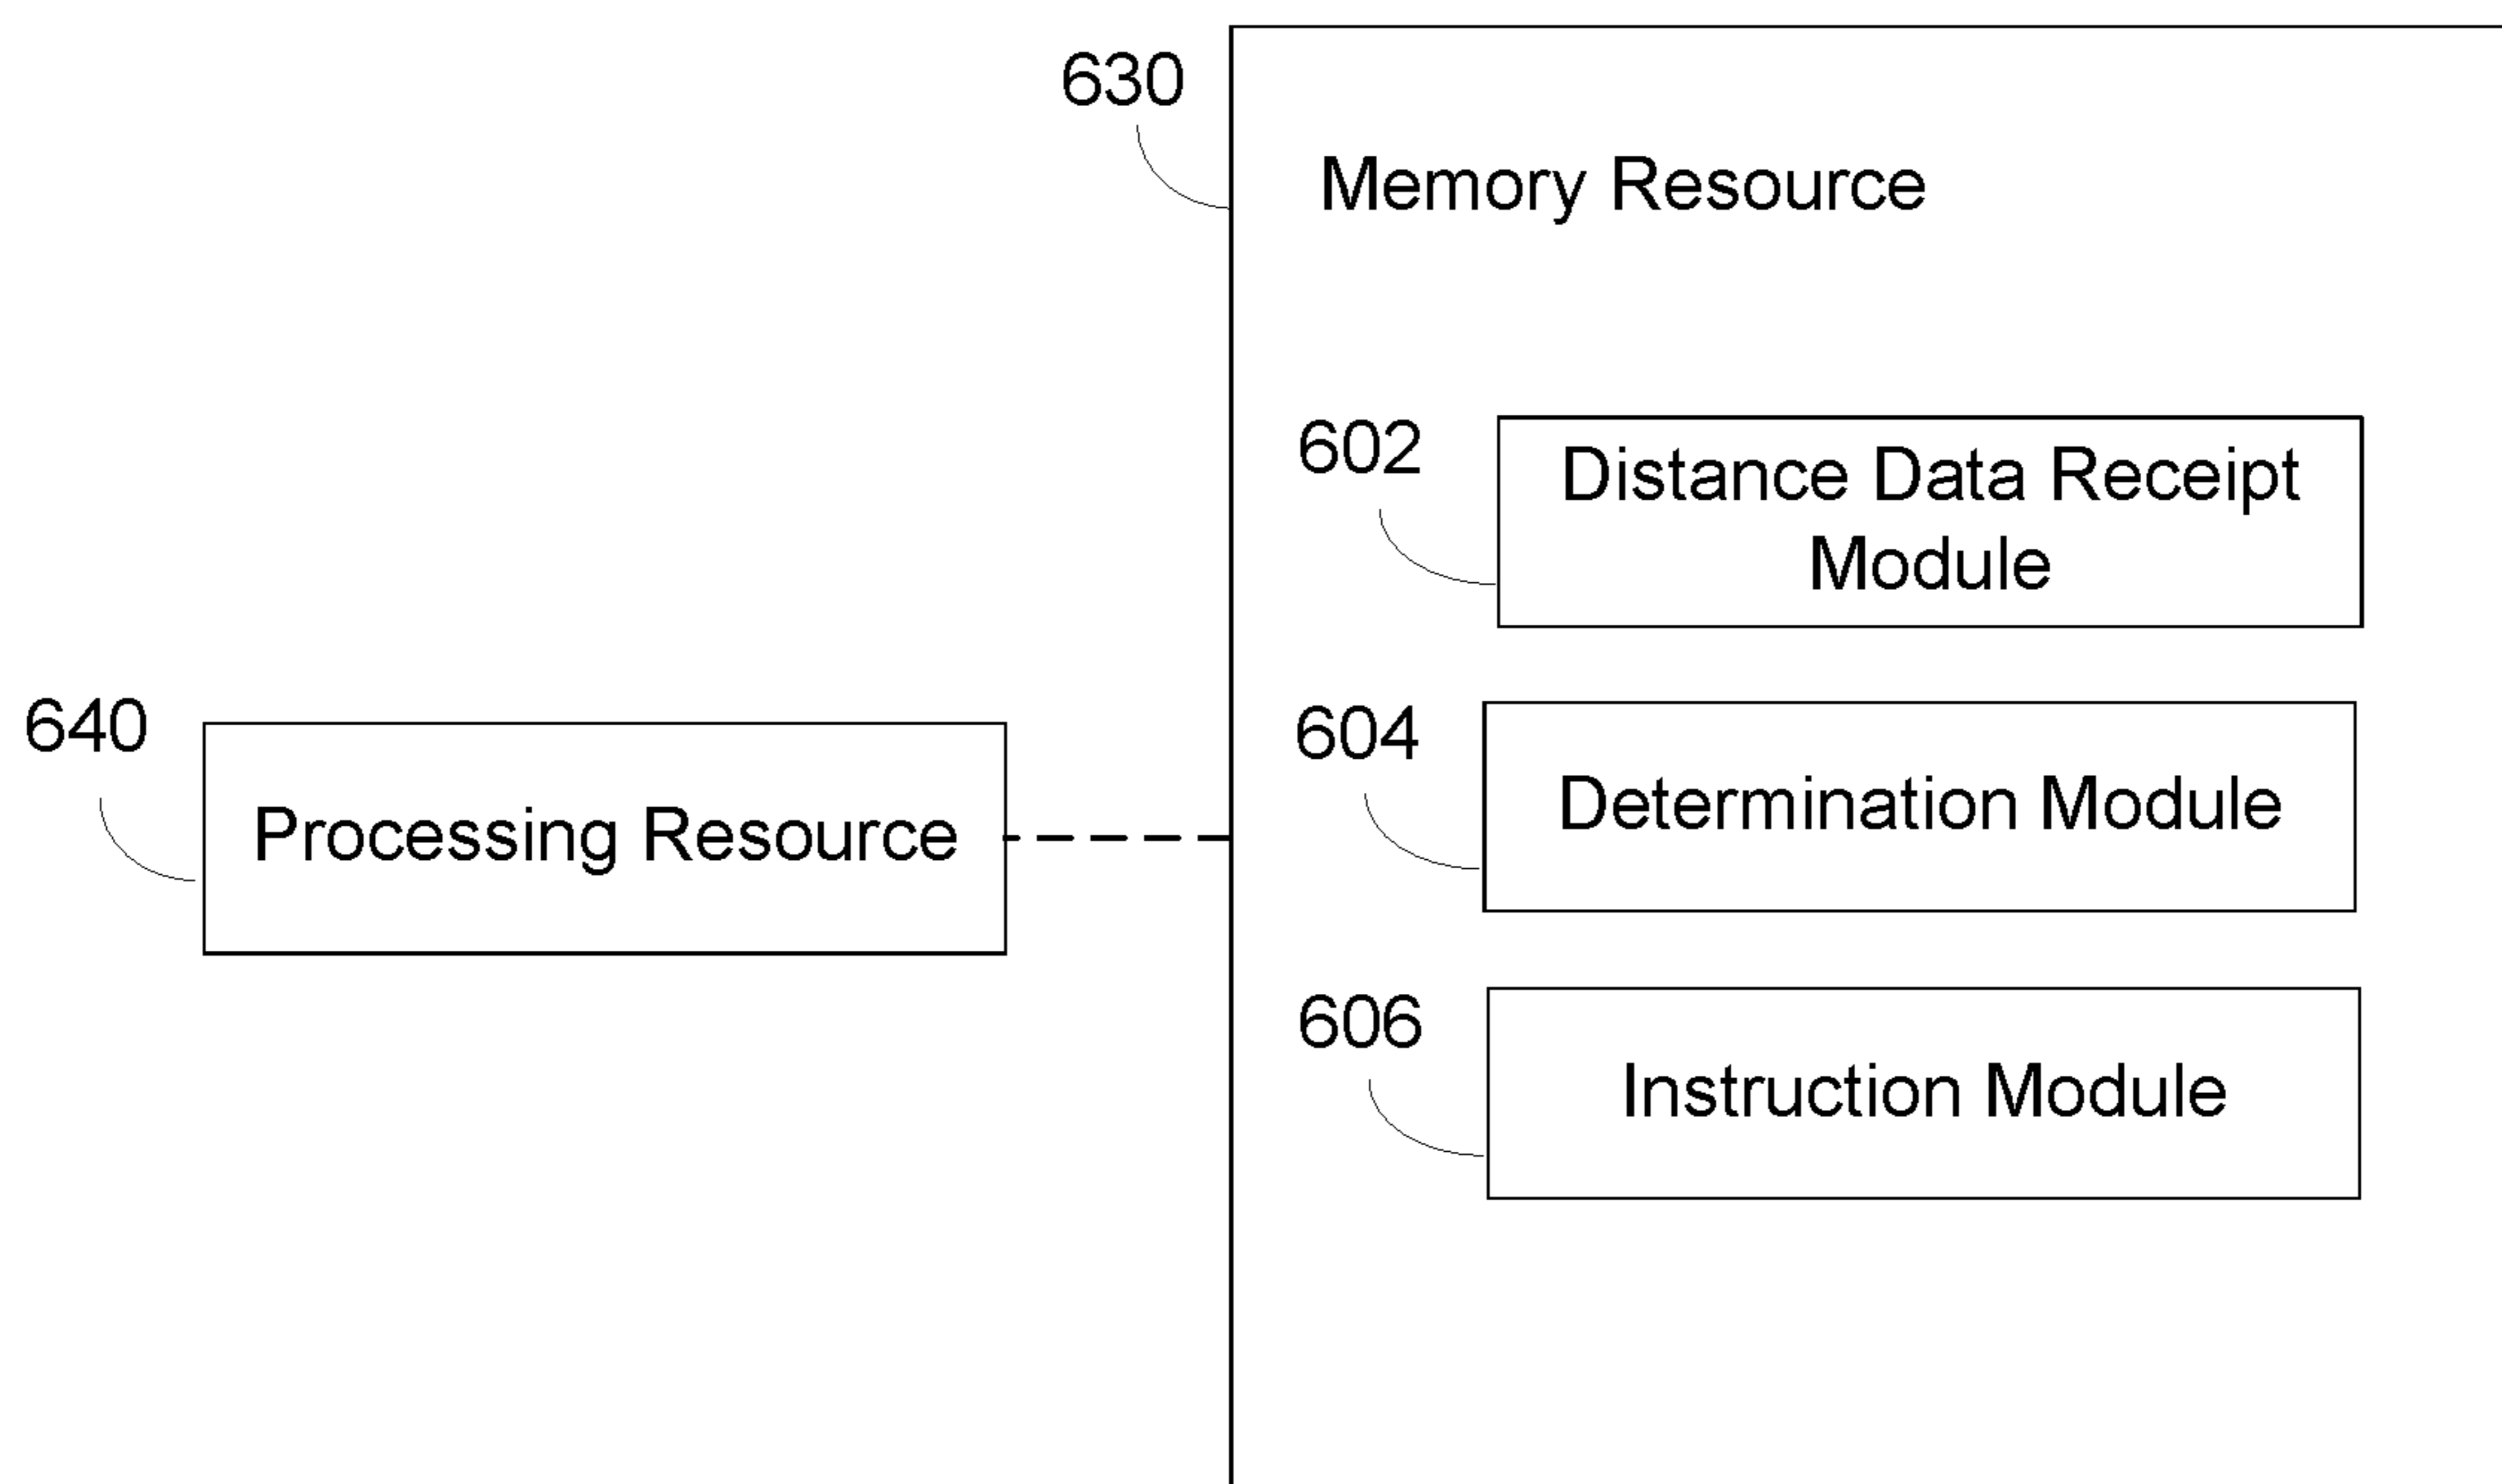 630
Memory Resource
602
Distance Data Receipt
Module
640
Processing Resource
604
Determination Module
606
Instruction Module